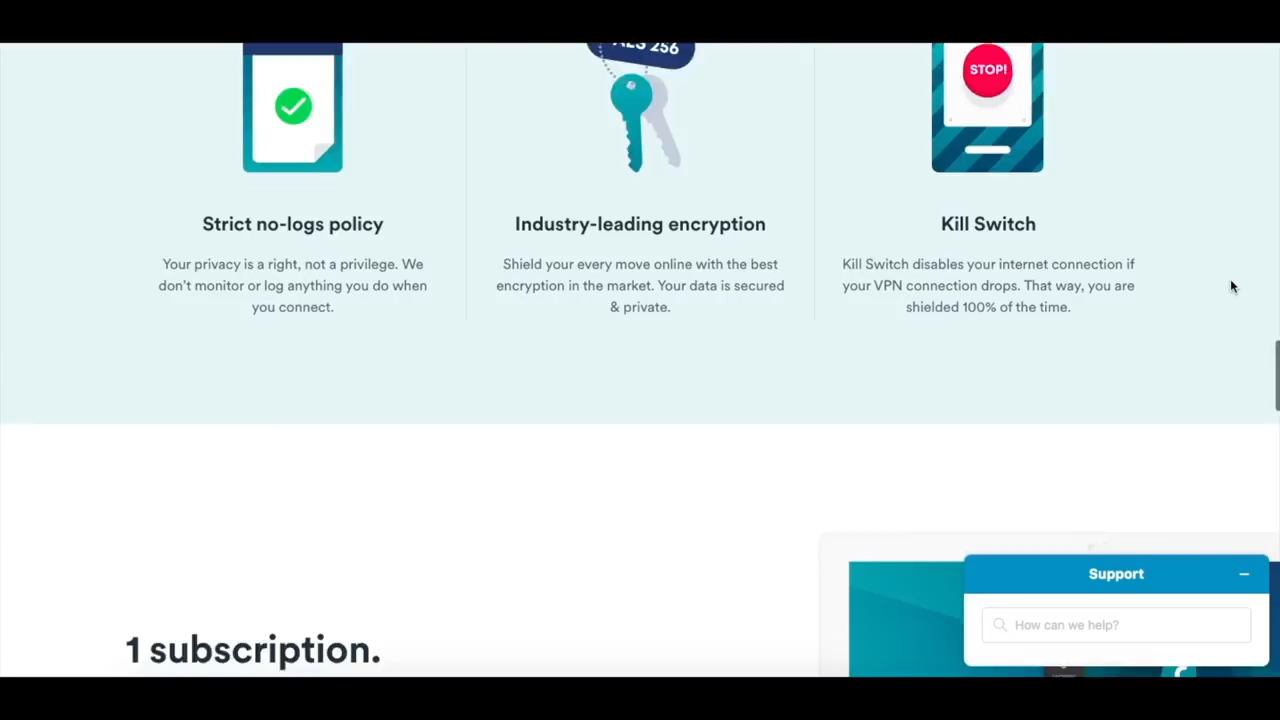 AES 256
STOP!
Strict no-logs policy
Industry-leading encryption
Kill Switch
Your privacy is a right, not a privilege. We
don't monitor or log anything you do when
you connect.
Shield your every move online with the best
encryption in the market. Your data is secured
& private.
Kill Switch disables your internet connection if
your VPN connection drops. That way, you are
shielded 100% of the time.
Support
How can we help?
1 subscription.